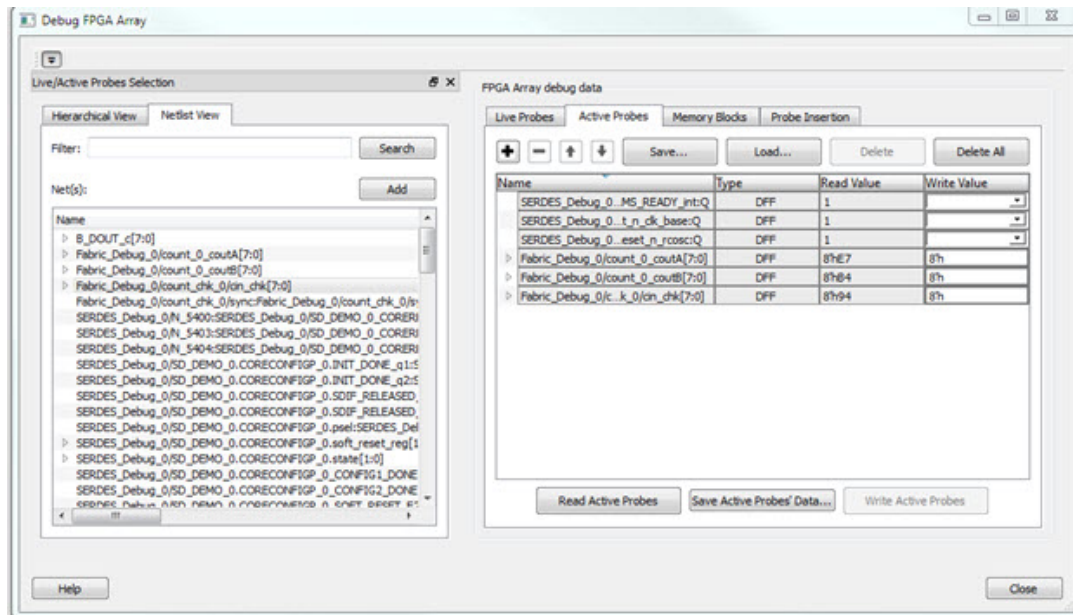 Debug FPGA Array
Live/Active Probes Selection
Hierarchical View Netlist View
Filter: Search
Net(s): Add
Name
B_DOUT_c[7:0]
Fabric_Debug_0/count_0_coutA[7:0]
Fabric_Debug_0/count_0_coutB[7:0]
Fabric_Debug_0/count_chk_0/cin_chk[7:0]
Fabric_Debug_0/count_chk_0/sync:Fabric_Debug_0/count_chk_0/sy
SERDES_Debug_0/N_5400:SERDES_Debug_0/SD_DEMO_0_CORERI
SERDES_Debug_0/N_5403:SERDES_Debug_0/SD_DEMO_0_CORERI
SERDES_Debug_0/N_5404:SERDES_Debug_0/SD_DEMO_0_CORERI
SERDES_Debug_0/SD_DEMO_0.CORECONFIGP_0.INIT_DONE_q1:S
SERDES_Debug_0/SD_DEMO_0.CORECONFIGP_0.INIT_DONE_q2:S
SERDES_Debug_0/SD_DEMO_0.CORECONFIGP_0.SDIF_RELEASED_
SERDES_Debug_0/SD_DEMO_0.CORECONFIGP_0.SDIF_RELEASED_
SERDES_Debug_0/SD_DEMO_0.CORECONFIGP_0.psel:SERDES_Del
SERDES_Debug_0/SD_DEMO_0.CORECONFIGP_0.soft_reset_reg[1
SERDES_Debug_0/SD_DEMO_0.CORECONFIGP_0.state[1:0]
SERDES_Debug_0/SD_DEMO_0.CORECONFIGP_0_CONFIG1_DONE
SERDES_Debug_0/SD_DEMO_0.CORECONFIGP_0_CONFIG2_DONE
FPGA Array debug data
Live Probes Active Probes Memory Blocks Probe Insertion
Save... Load... Delete Delete All
Name Type Read Value Write Value
SERDES_Debug_0...MS_READY_int:Q DFF 1
SERDES_Debug_0...t_n_clk_base:Q DFF 1
SERDES_Debug_0...eset_n_rcosc:Q DFF 1
Fabric_Debug_0/count_0_coutA[7:0] DFF 8'hE7 8'h
Fabric_Debug_0/count_0_coutB[7:0] DFF 8'hB4 8'h
Fabric_Debug_0/c...k_0/cin_chk[7:0] DFF 8'h94 8'h
Read Active Probes Save Active Probes' Data... Write Active Probes
Help Close